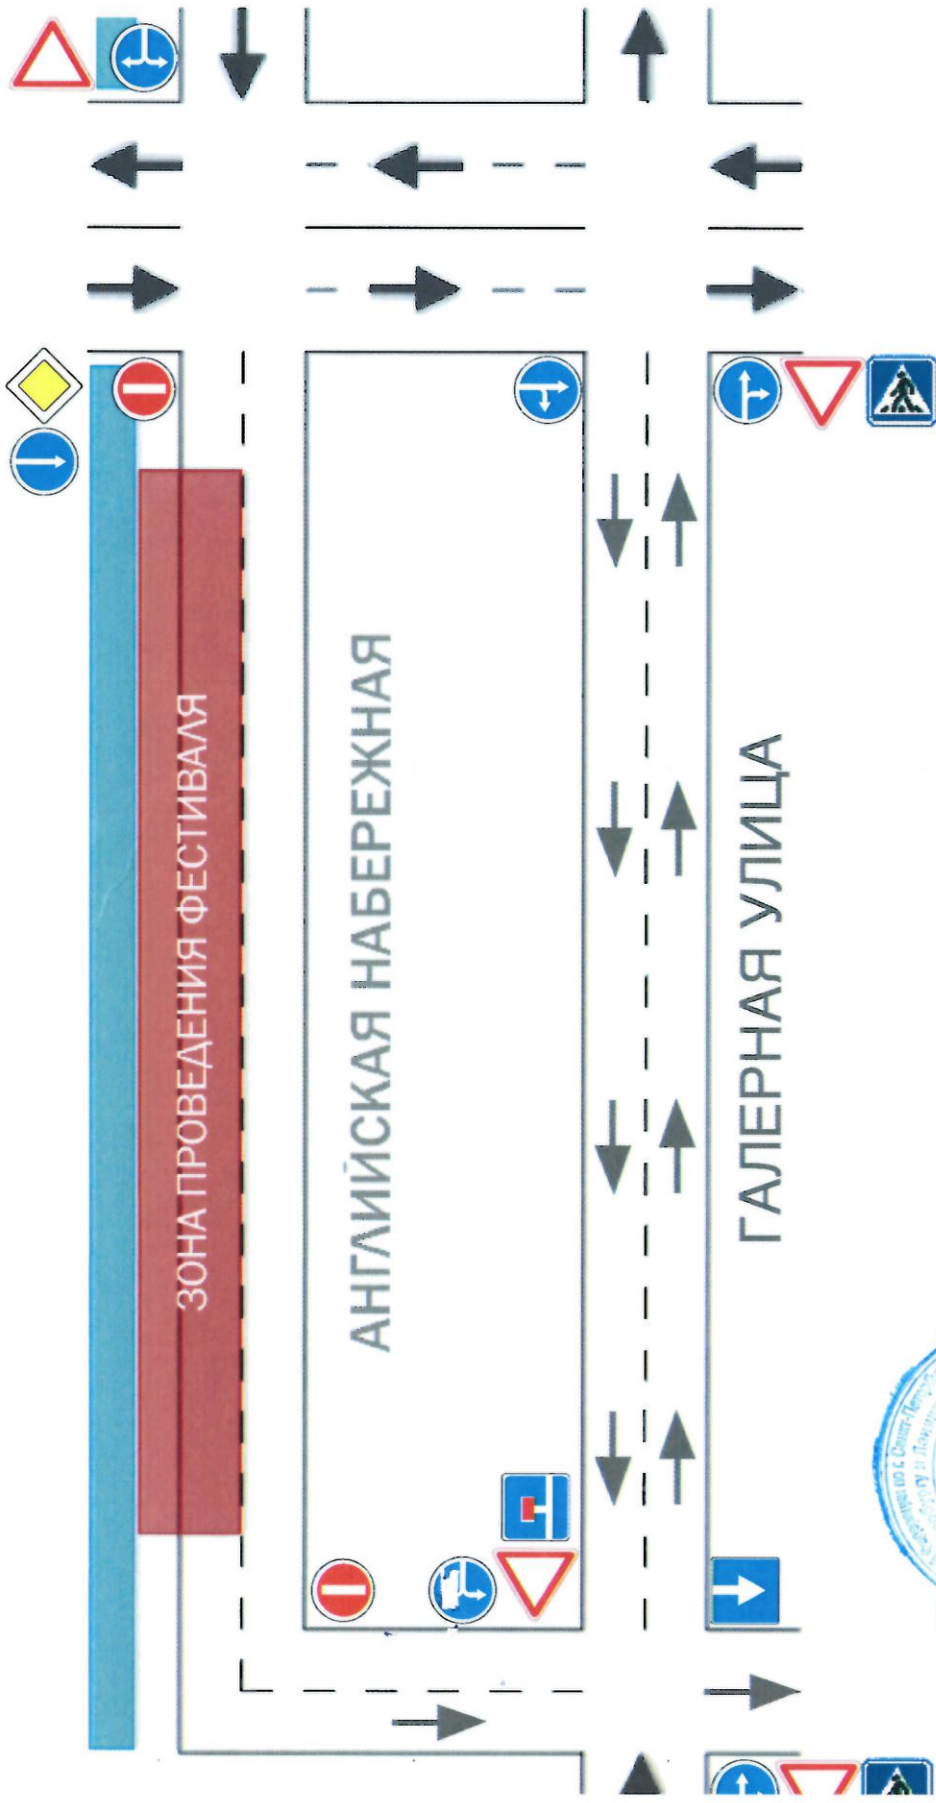 ЗОНА ПРОВЕДЕНИЯ ФЕСТИВАЛЯ
АНГЛИЙСКАЯ НАБЕРЕЖНАЯ
ГАЛЕРНАЯ УЛИЦА